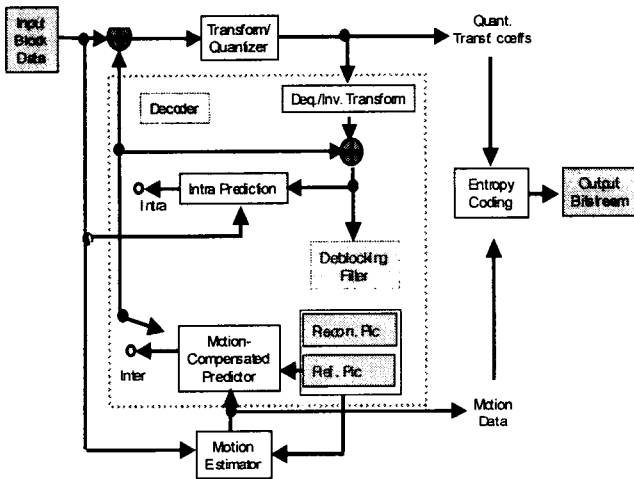 Input
Block
Data
Transform/
Quantizer
Quant.
Transf. coeffs
Decoder
Deq./Inv. Transform
Intra Prediction
Intra
Entropy
Coding
Output
Bitstream
Deblocking
Filter
Motion-
Compensated
Predictor
Inter
Recon. Pic
Ref. Pic
Motion
Data
Motion
Estimator